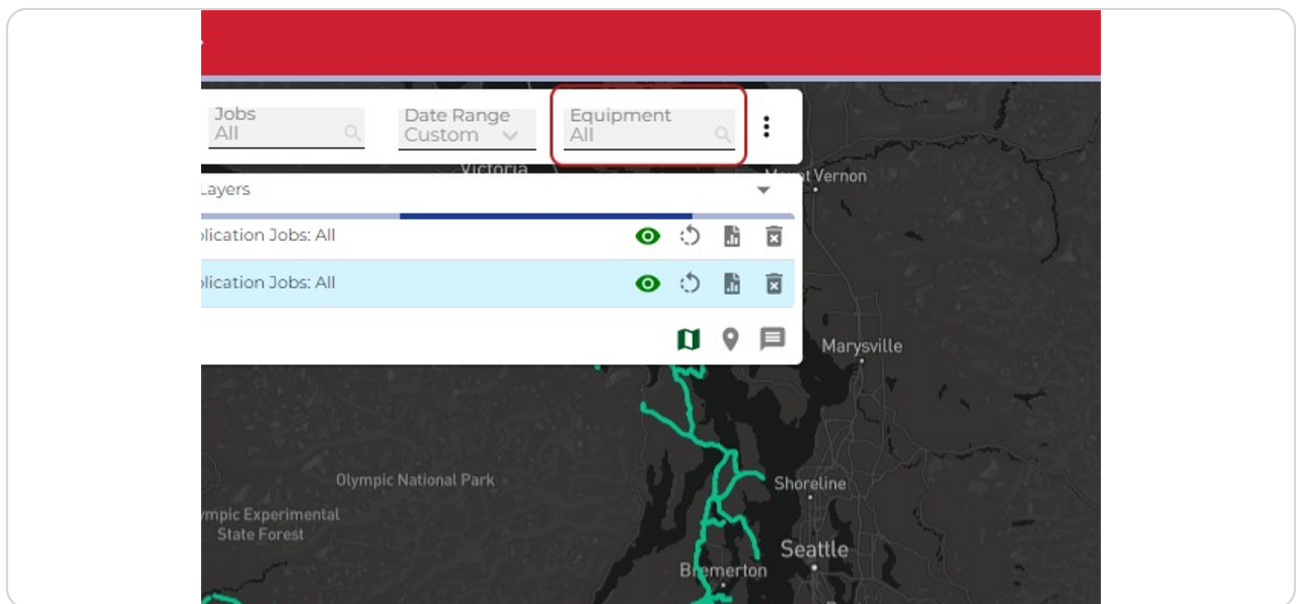 Jobs
All
Date Range
Custom
Equipment
All
Victoria
Vernon
Layers
plication Jobs: All
plication Jobs: All
Marysville
Olympic National Park
Shoreline
ympic Experimental
State Forest
Seattle
Bremerton